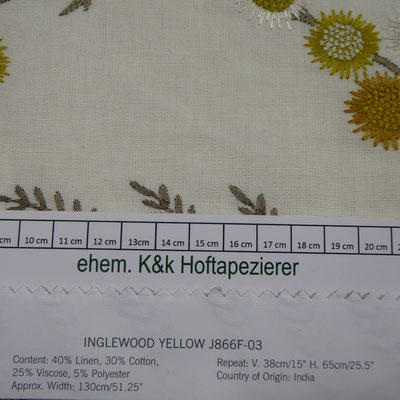 cm 10 cm 11 cm 12 cm 13cm 14 cm 15 cm 16 cm 17 cm 18 cm 19 cm 20 cm
ehem. K&k Hoftapezierer
INGLEWOOD YELLOW J866F-03
Content: 40% Linen, 30% Cotton, Repeat: V. 38cm/15" H. 65cm/25.5"
25% Viscose, 5% Polyester Country of Origin: India
Approx. Width: 130cm/51.25"